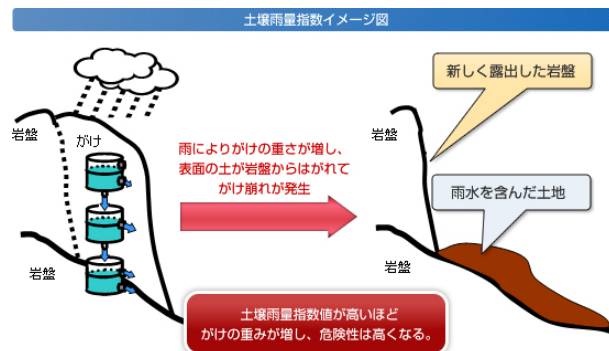 土壌雨量指数イメージ図
岩盤
がけ
岩盤
雨によりがけの重さが増し、
表面の土が岩盤からはがれて
がけ崩れが発生
新しく露出した岩盤
岩盤
雨水を含んだ土地
岩盤
土壌雨量指数値が高いほど
がけの重みが増し、危険性は高くなる。